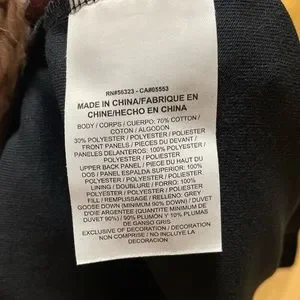 RN#56323 - CA#05553
MADE IN CHINA/FABRIQUE EN
CHINE/HECHO EN CHINA
BODY / CORPS / CUERPO: 70% COTTON /
COTON / ALGODON
30% POLYESTER / POLYESTER / POLIESTER
FRONT PANELS / PIECES DU DEVANT /
PANELES DELANTEROS: 100% POLYESTER /
POLYESTER / POLIESTER
UPPER BACK PANEL / PIECE DU HAUT DU
DOS / PANEL ESPALDA SUPERIOR: 100%
POLYESTER / POLYESTER / POLIESTER
LINING / DOUBLURE / FORRO: 100%
POLYESTER / POLYESTER / POLIESTER
FILL / REMPLISSAGE / RELLENO: GREY
GOOSE DOWN (MINIMUM 90% DOWN) / DUVET
D'OIE ARGENTEE (QUANTITE MINIMUM DE
DUVET 90%) / 90% PLUMÓN Y 10% PLUMAS
DE GANSO GRIS
EXCLUSIVE OF DECORATION / DECORATION
NON COMPRISE / NO INCLUYE LA
DECORACION